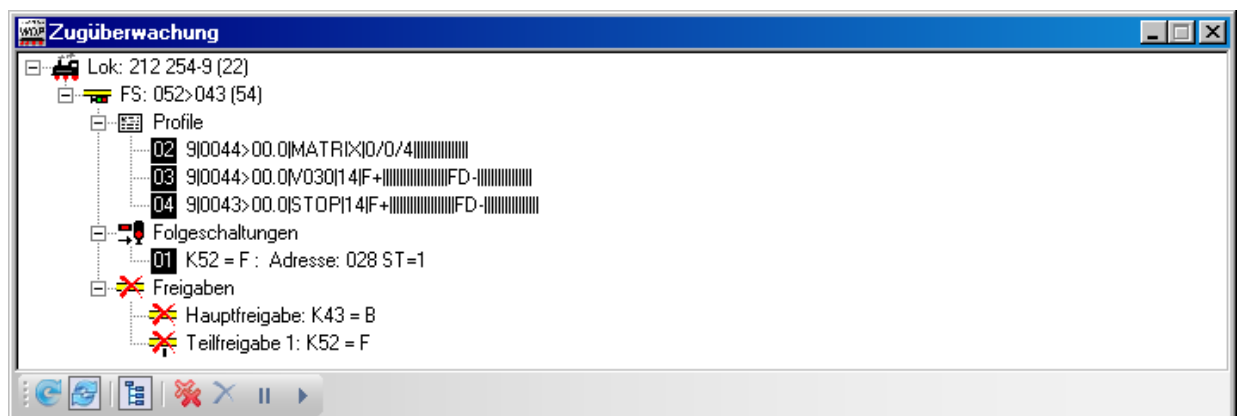 Zugüberwachung
Lok: 212 254-9 (22)
FS: 052>043 (54)
Profile
02 9|0044>00.0|MATRIX|0/0/4||||||||||||||||
03 9|0044>00.0|V030|14|F+|||||||||||||||||||FD-||||||||||||||||
04 9|0043>00.0|STOP|14|F+|||||||||||||||||||FD-||||||||||||||||
Folgeschaltungen
01 K52 = F : Adresse: 028 ST=1
Freigaben
Hauptfreigabe: K43 = B
Teilfreigabe 1: K52 = F